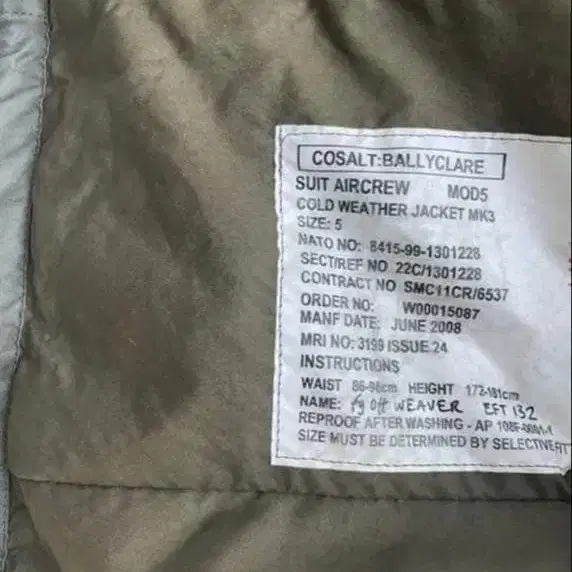 COSALT:BALLYCLARE
SUIT AIRCREW MOD5
COLD WEATHER JACKET MK3
SIZE: 5
NATO NO: 8415-99-1301228
SECT/REF NO 22C/1301228
CONTRACT NO SMC11CR/6537
ORDER NO: W00015087
MANF DATE: JUNE 2008
MRI NO: 3199 ISSUE 24
INSTRUCTIONS
WAIST 86-96cm HEIGHT 172-181cm
NAME: Fg Off WEAVER EFT 132
REPROOF AFTER WASHING - AP
SIZE MUST BE DETERMINED BY SELECTIVE FIT